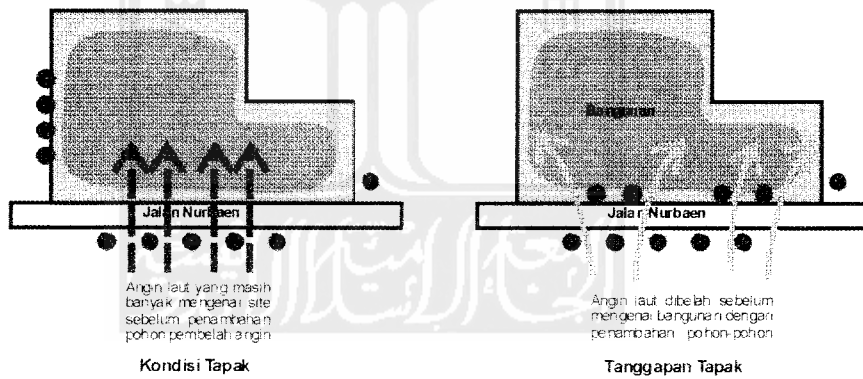 Bangunan
Jalan Nurbaen
Jalan Nurbaen
Angin laut yang masih
banyak mengenai site
sebelum penambahan
pohon pembelah angin
Angin laut dibelah sebelum
mengenai bangunan dengan
penambahan pohon-pohon
Kondisi Tapak
Tanggapan Tapak